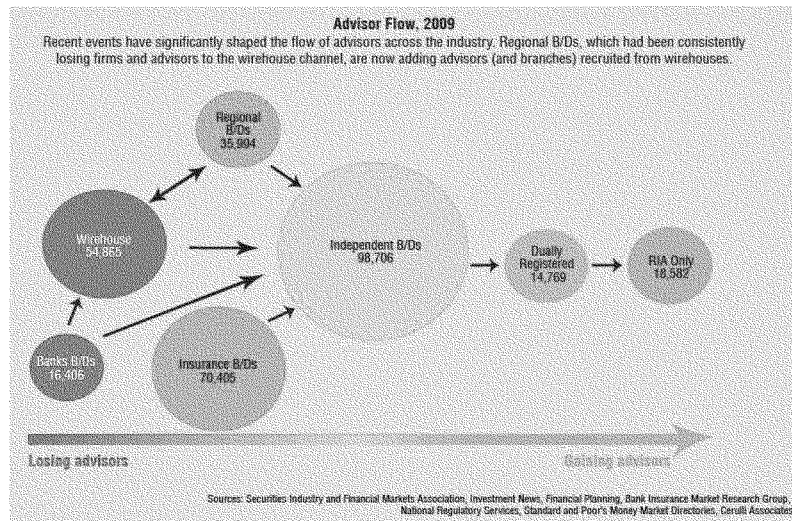 Advisor Flow, 2009
Recent events have significantly shaped the flow of advisors across the industry. Regional B/Ds, which had been consistently
losing firms and advisors to the wirehouse channel, are now adding advisors (and branches) recruited from wirehouses.
Regional
B/Ds
35,994
Wirehouse
54,865
Independent B/Ds
98,706
Dually
Registered
14,769
RIA Only
18,582
Banks B/Ds
16,406
Insurance B/Ds
70,405
Losing advisors
Gaining advisors
Sources: Securities Industry and Financial Markets Association, Investment News, Financial Planning, Bank Insurance Market Research Group,
National Regulatory Services, Standard and Poor's Money Market Directories, Cerulli Associates